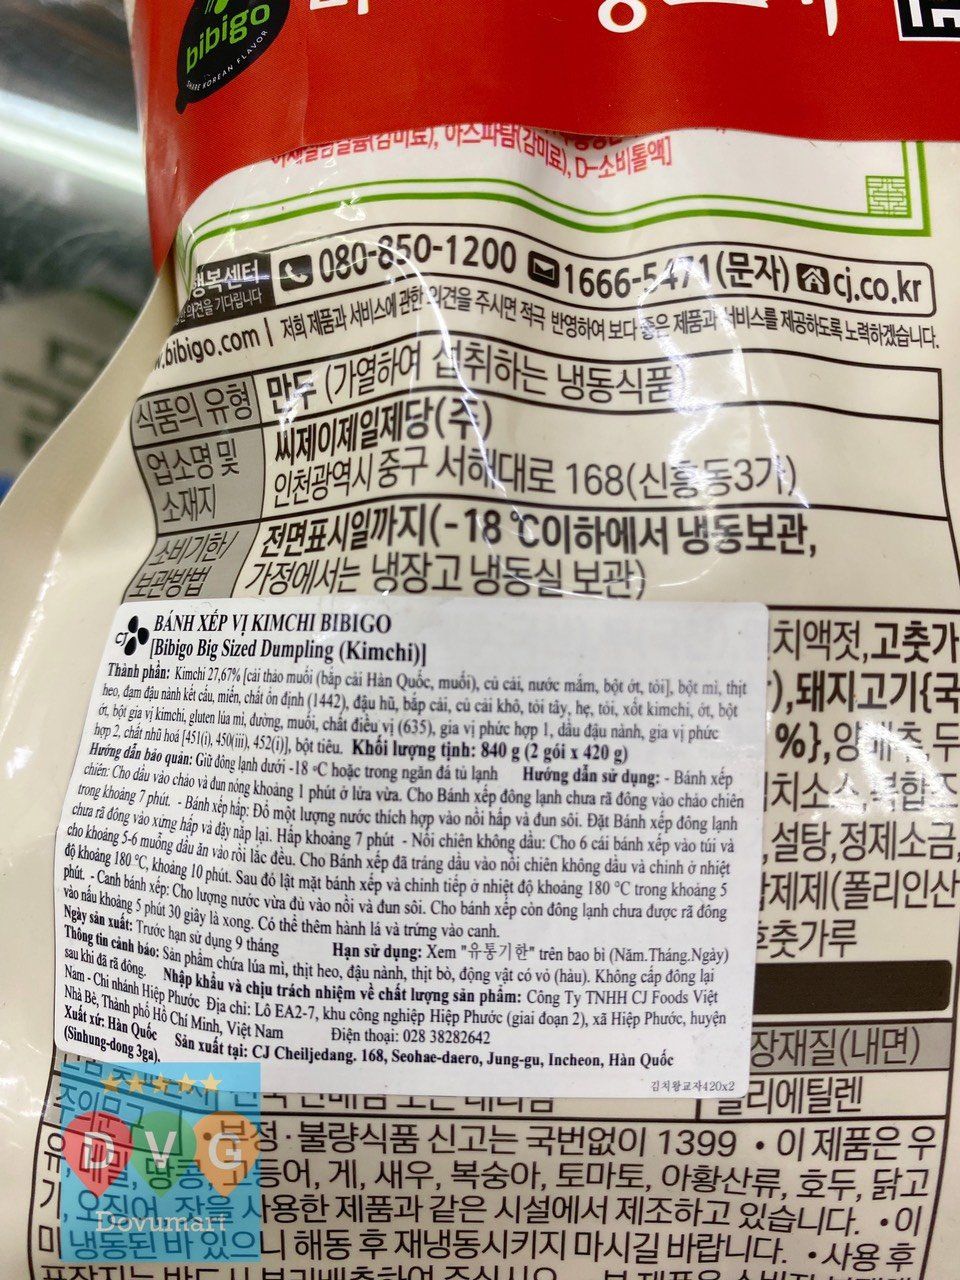 bibigo
SHARE KOREAN FLAVOR
(감미료), 아스파탐(감미료), D-소비톨액]
행복센터 080-850-1200 1666-5471(문자) cj.co.kr
의견을 기다립니다
.bibigo.com | 저희 제품과 서비스에 관한 의견을 주시면 적극 반영하여 보다 좋은 제품과 서비스를 제공하도록 노력하겠습니다.
식품의 유형 만두 (가열하여 섭취하는 냉동식품)
업소명 및 소재지 씨제이제일제당(주)
인천광역시 중구 서해대로 168(신흥동3가)
소비기한/ 보관방법 전면표시일까지(-18℃이하에서 냉동보관,
가정에서는 냉장고 냉동실 보관)
치액젓,고춧가
),돼지고기{국
%},양배추,두
치소스,복합조
,설탕,정제소금,
제제(폴리인산
후춧가루
CJ
BÁNH XẾP VỊ KIMCHI BIBIGO
[Bibigo Big Sized Dumpling (Kimchi)]
Thành phần: Kimchi 27,67% [cải thảo muối (bắp cải Hàn Quốc, muối), củ cải, nước mắm, bột ớt, tỏi], bột mì, thịt
heo, đạm đậu nành kết cấu, miến, chất ổn định (1442), đậu hũ, bắp cải, củ cải khô, tỏi tây, hẹ, tỏi, xốt kimchi, ớt, bột
ớt, bột gia vị kimchi, gluten lúa mì, đường, muối, chất điều vị (635), gia vị phức hợp 1, dầu đậu nành, gia vị phức
hợp 2, chất nhũ hoá [451(i), 450(iii), 452(i)], bột tiêu. Khối lượng tịnh: 840 g (2 gói x 420 g)
Hướng dẫn bảo quản: Giữ đông lạnh dưới -18 °C hoặc trong ngăn đá tủ lạnh Hướng dẫn sử dụng: - Bánh xếp
chiên: Cho dầu vào chảo và đun nóng khoảng 1 phút ở lửa vừa. Cho Bánh xếp đông lạnh chưa rã đông vào chảo chiên
trong khoảng 7 phút. - Bánh xếp hấp: Đổ một lượng nước thích hợp vào nồi hấp và đun sôi. Đặt Bánh xếp đông lạnh
chưa rã đông vào xửng hấp và đậy nắp lại. Hấp khoảng 7 phút - Nồi chiên không dầu: Cho 6 cái bánh xếp vào túi và
cho khoảng 5-6 muỗng dầu ăn vào rồi lắc đều. Cho Bánh xếp đã tráng dầu vào nồi chiên không dầu và chỉnh ở nhiệt
độ khoảng 180 °C, khoảng 10 phút. Sau đó lật mặt bánh xếp và chỉnh tiếp ở nhiệt độ khoảng 180 °C trong khoảng 5
phút. - Canh bánh xếp: Cho lượng nước vừa đủ vào nồi và đun sôi. Cho bánh xếp còn đông lạnh chưa được rã đông
vào nấu khoảng 5 phút 30 giây là xong. Có thể thêm hành lá và trứng vào canh.
Ngày sản xuất: Trước hạn sử dụng 9 tháng Hạn sử dụng: Xem "유통기한" trên bao bì (Năm.Tháng.Ngày)
Thông tin cảnh báo: Sản phẩm chứa lúa mì, thịt heo, đậu nành, thịt bò, động vật có vỏ (hàu). Không cấp đông lại
sau khi đã rã đông. Nhập khẩu và chịu trách nhiệm về chất lượng sản phẩm: Công Ty TNHH CJ Foods Việt
Nam - Chi nhánh Hiệp Phước Địa chỉ: Lô EA2-7, khu công nghiệp Hiệp Phước (giai đoạn 2), xã Hiệp Phước, huyện
Nhà Bè, Thành phố Hồ Chí Minh, Việt Nam Điện thoại: 028 38282642
Xuất xứ: Hàn Quốc Sản xuất tại: CJ Cheiljedang. 168, Seohae-daero, Jung-gu, Incheon, Hàn Quốc
(Sinhung-dong 3ga).
김치왕교자420x2
장재질(내면)
리에틸렌
주의문구
• 부정·불량식품 신고는 국번없이 1399 • 이 제품은 우
유, 메밀, 땅콩, 고등어, 게, 새우, 복숭아, 토마토, 아황산류, 호두, 닭고
기, 오징어, 잣을 사용한 제품과 같은 시설에서 제조하고 있습니다. • 이
미 냉동된 바 있으니 해동 후 재냉동시키지 마시길 바랍니다. • 사용 후
D V G
Dovumart